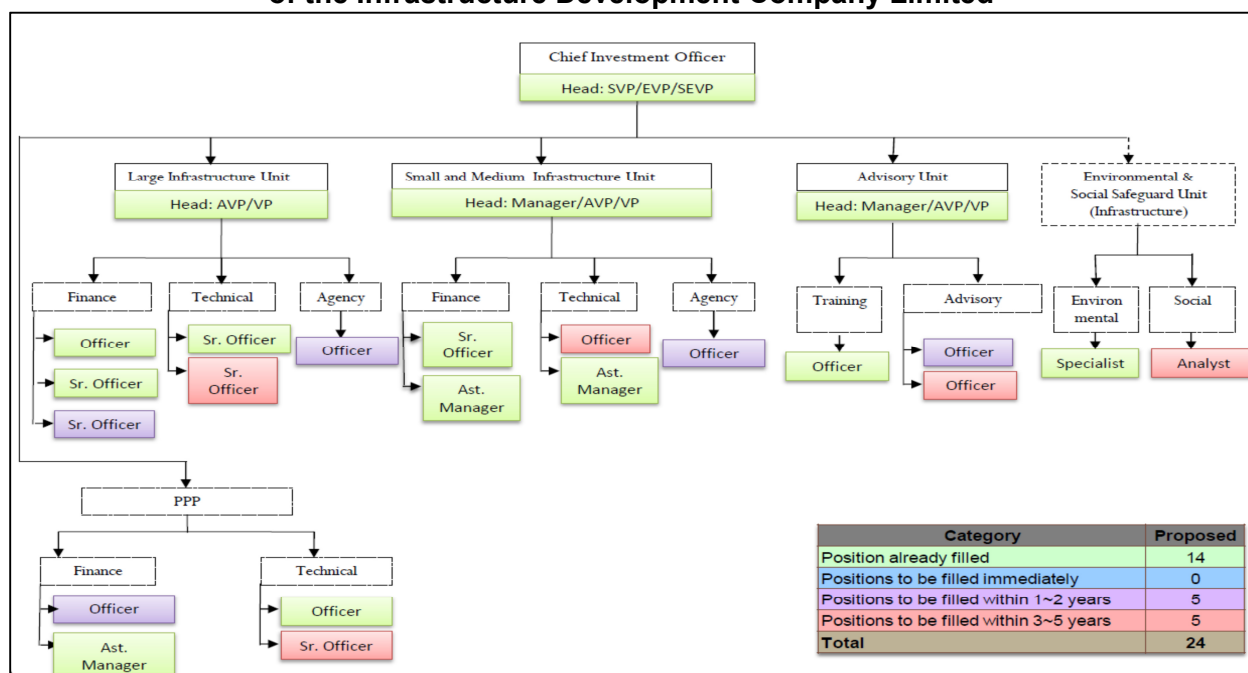 of the Infrastructure Development Company Limited
Chief Investment Officer
Head: SVP/EVP/SEVP
Large Infrastructure Unit
Head: AVP/VP
Small and Medium Infrastructure Unit
Head: Manager/AVP/VP
Advisory Unit
Head: Manager/AVP/VP
Environmental &
Social Safeguard Unit
(Infrastructure)
Finance
Officer
Sr. Officer
Sr. Officer
Technical
Sr. Officer
Sr.
Officer
Agency
Officer
Finance
Sr.
Officer
Ast.
Manager
Technical
Officer
Ast.
Manager
Agency
Officer
Training
Officer
Advisory
Officer
Officer
Environ
mental
Specialist
Social
Analyst
PPP
Finance
Officer
Ast.
Manager
Technical
Officer
Sr. Officer
Category Proposed
Position already filled 14
Positions to be filled immediately 0
Positions to be filled within 1~2 years 5
Positions to be filled within 3~5 years 5
Total 24